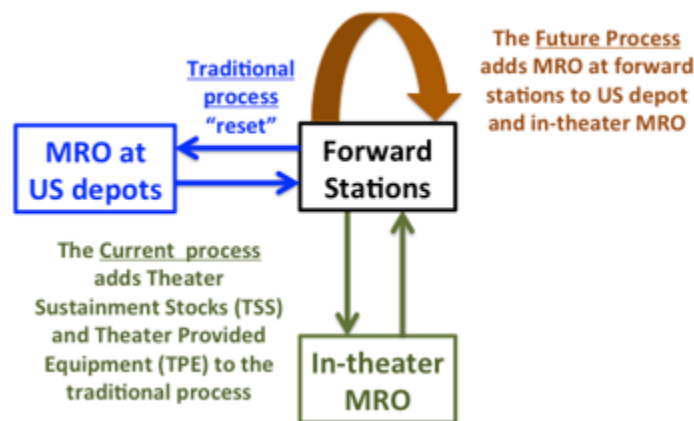 Traditional
process
“reset”
The Future Process
adds MRO at forward
stations to US depot
and in-theater MRO
MRO at
US depots
Forward
Stations
The Current process
adds Theater
Sustainment Stocks (TSS)
and Theater Provided
Equipment (TPE) to the
traditional process
In-theater
MRO